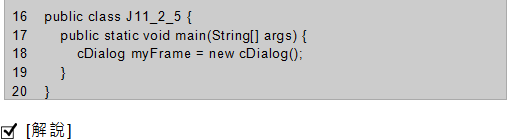 16 public class J11_2_5 {
17 public static void main(String[] args) {
18 cDialog myFrame = new cDialog();
19 }
20 }
[解說]